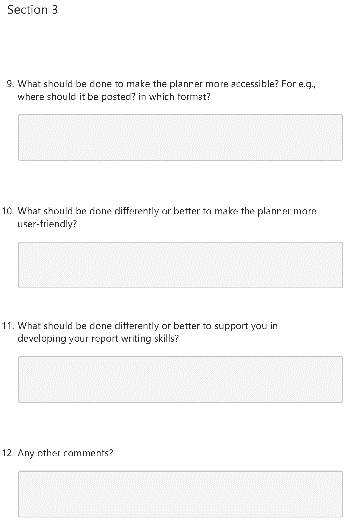 Section 3
9. What should be done to make the planner more accessible? For e.g.,
where should it be posted? in which format?
10. What should be done differently or better to make the planner more
user-friendly?
11. What should be done differently or better to support you in
developing your report writing skills?
12. Any other comments?